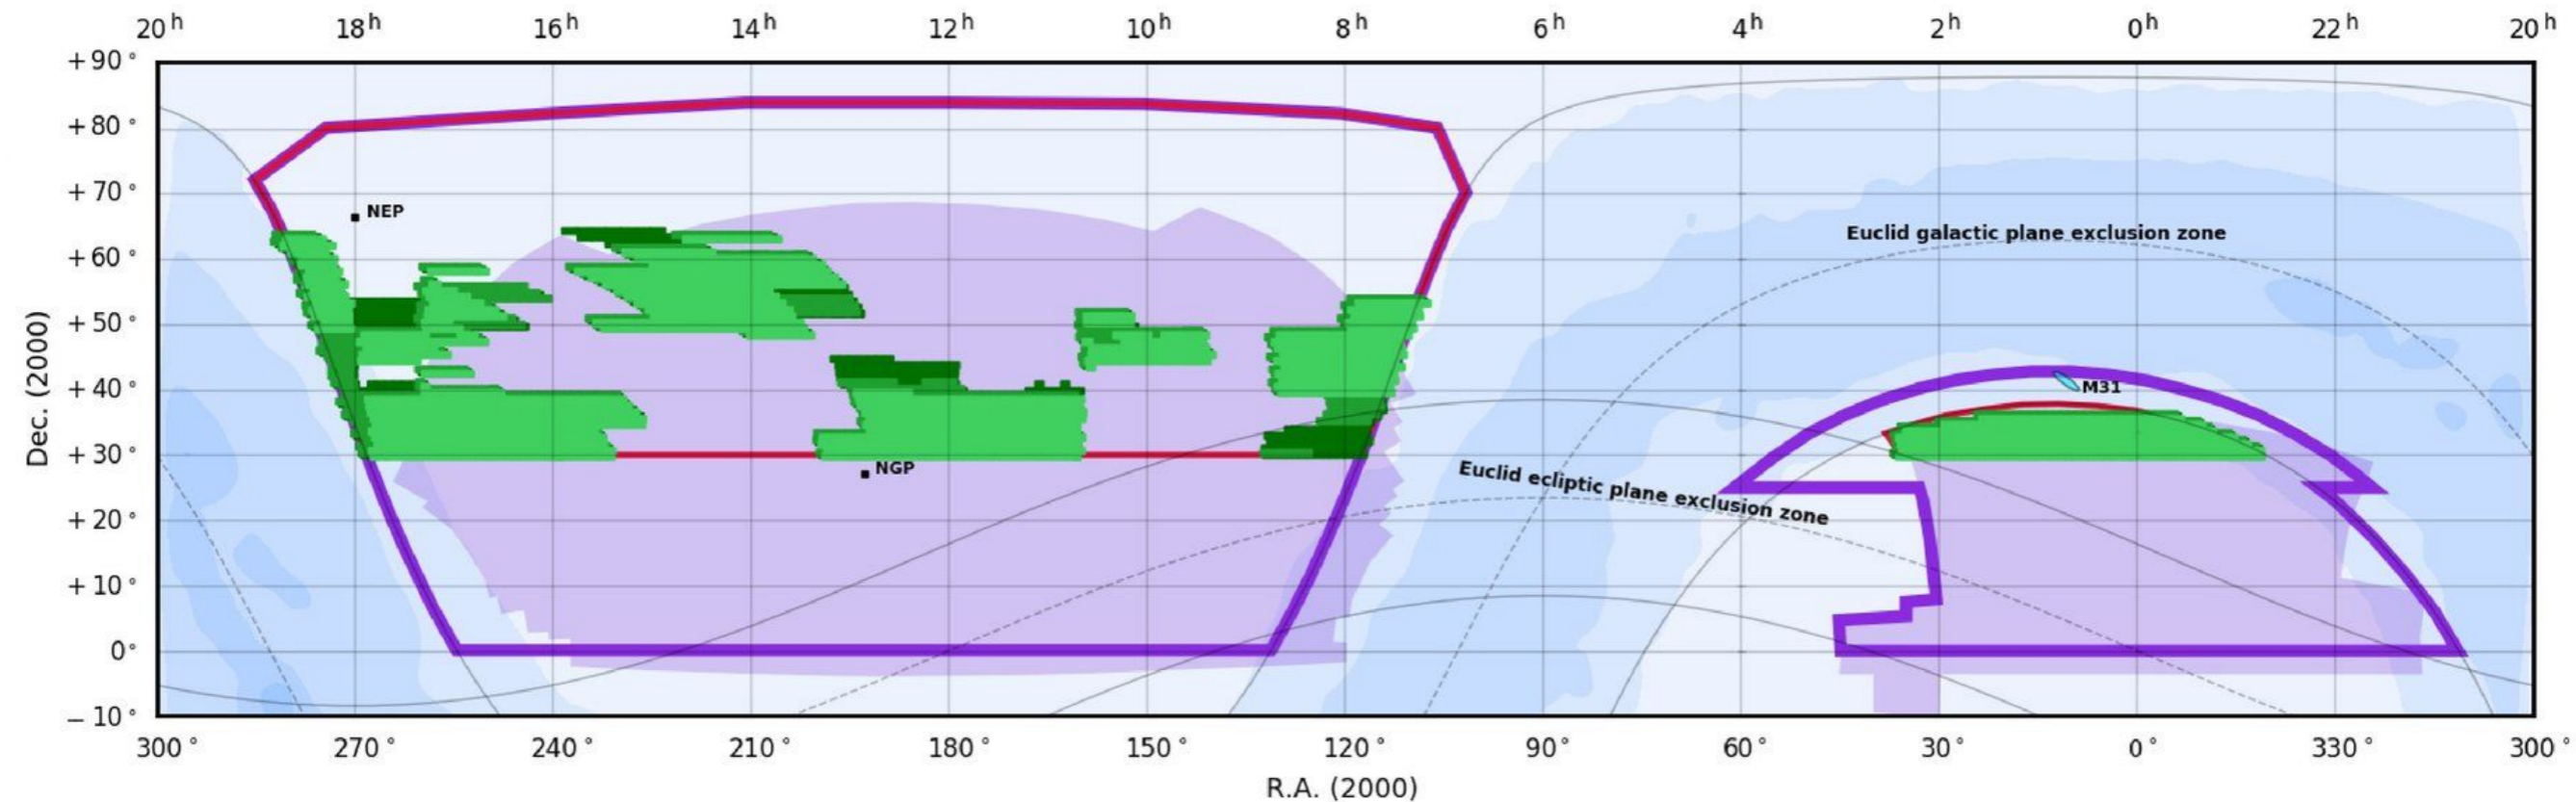 20h 18h 16h 14h 12h 10h 8h 6h 4h 2h 0h 22h 20h
+90°
+80°
+70°
+60°
+50°
+40°
+30°
+20°
+10°
0°
−10°
Dec. (2000)
NEP
NGP
Euclid galactic plane exclusion zone
M31
Euclid ecliptic plane exclusion zone
300° 270° 240° 210° 180° 150° 120° 90° 60° 30° 0° 330° 300°
R.A. (2000)